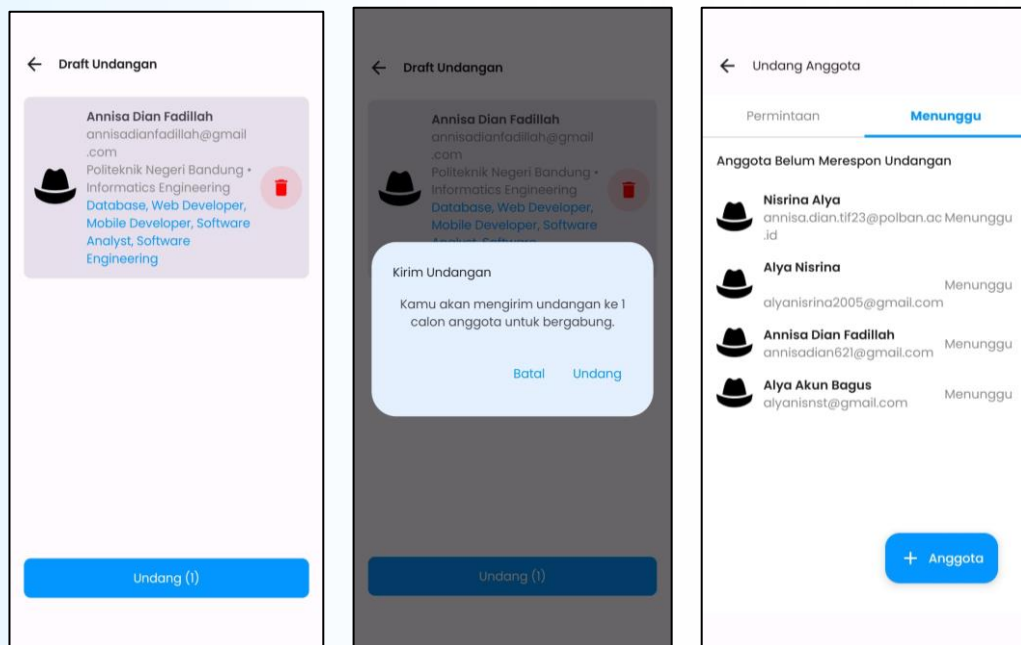 Draft Undangan
Annisa Dian Fadillah
annisadianfadillah@gmail
.com
Politeknik Negeri Bandung •
Informatics Engineering
Database, Web Developer,
Mobile Developer, Software
Analyst, Software
Engineering
Undang (1)
Draft Undangan
Annisa Dian Fadillah
annisadianfadillah@gmail
.com
Politeknik Negeri Bandung •
Informatics Engineering
Database, Web Developer,
Mobile Developer, Software
Analyst, Software
Kirim Undangan
Kamu akan mengirim undangan ke 1
calon anggota untuk bergabung.
Batal Undang
Undang (1)
Undang Anggota
Permintaan Menunggu
Anggota Belum Merespon Undangan
Nisrina Alya
annisa.dian.tif23@polban.ac Menunggu
.id
Alya Nisrina
Menunggu
alyanisrina2005@gmail.com
Annisa Dian Fadillah
annisadian621@gmail.com Menunggu
Alya Akun Bagus
alyanisnst@gmail.com Menunggu
+ Anggota